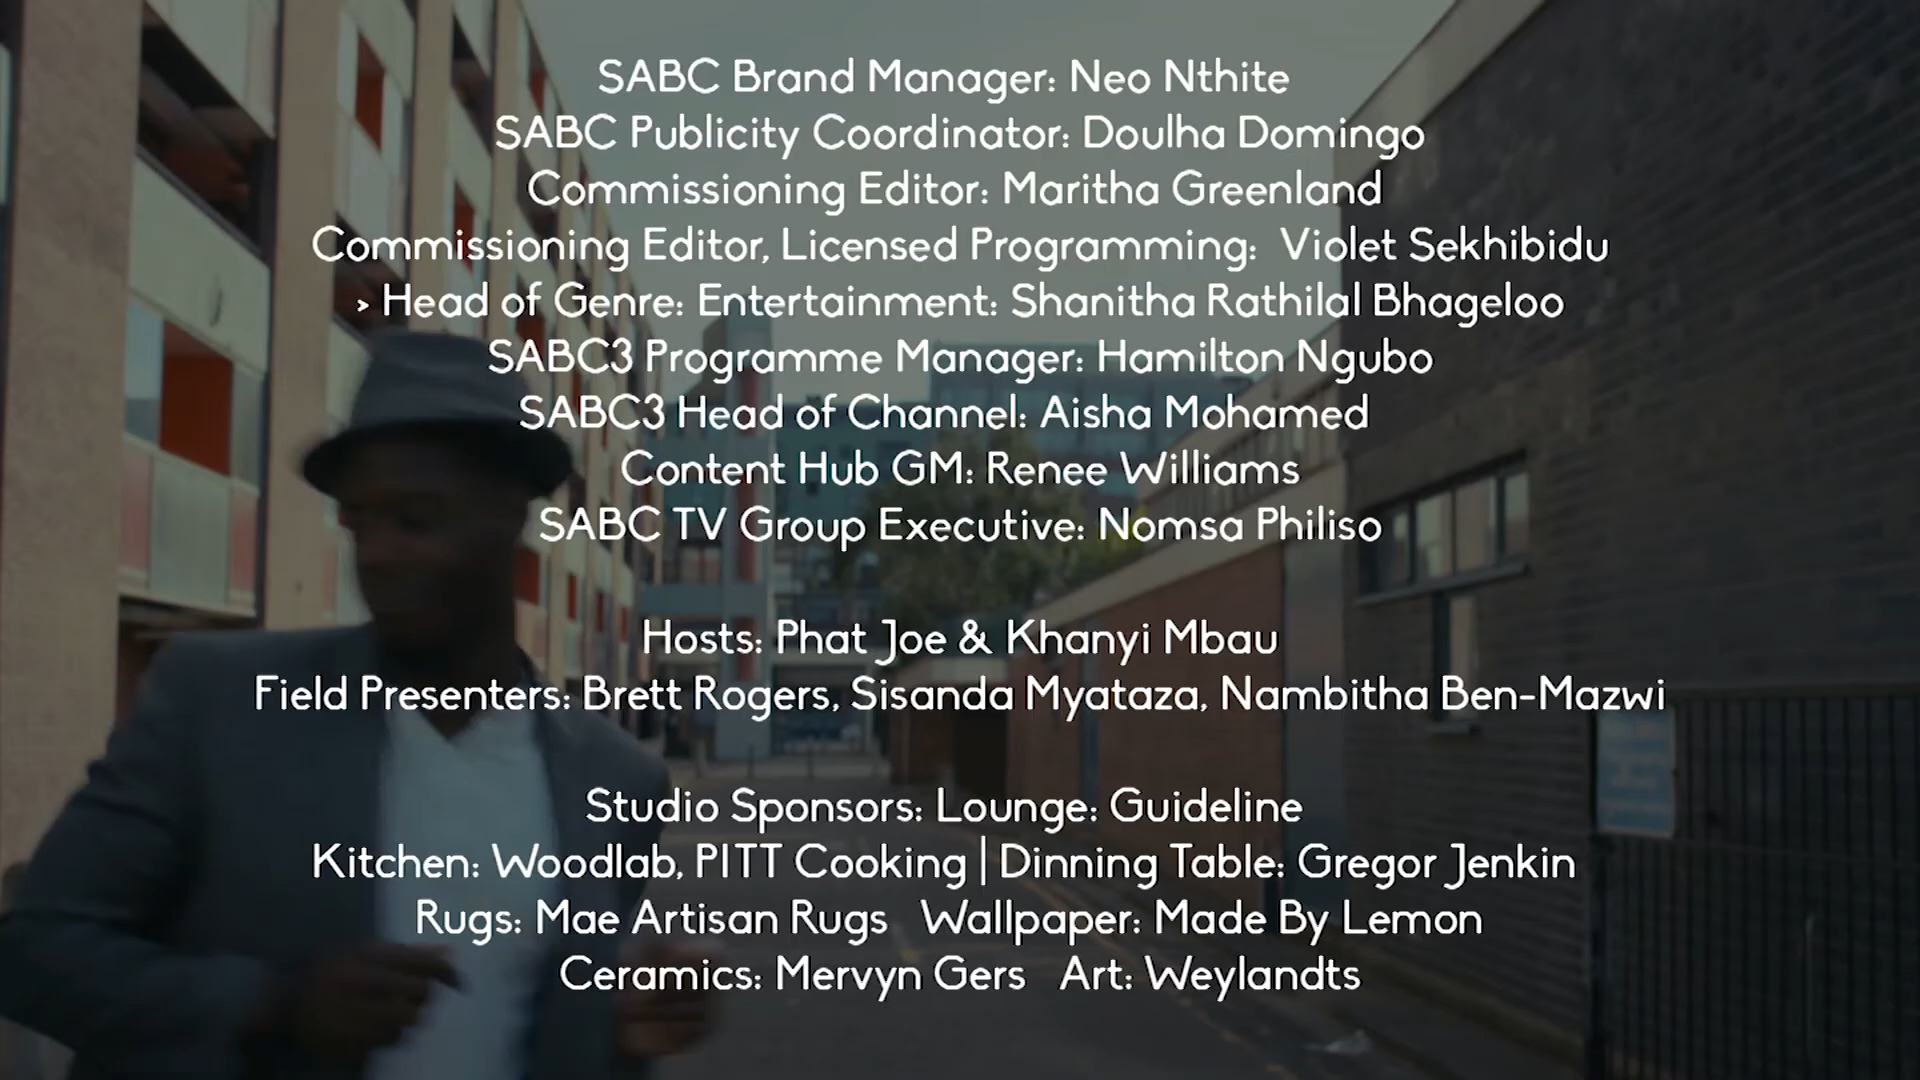 SABC Brand Manager: Neo Nthite
SABC Publicity Coordinator: Doulha Domingo
Commissioning Editor: Maritha Greenland
Commissioning Editor, Licensed Programming:  Violet Sekhibidu
> Head of Genre: Entertainment: Shanitha Rathilal Bhageloo
SABC3 Programme Manager: Hamilton Ngubo
SABC3 Head of Channel: Aisha Mohamed
Content Hub GM: Renee Williams
SABC TV Group Executive: Nomsa Philiso
Hosts: Phat Joe & Khanyi Mbau
Field Presenters: Brett Rogers, Sisanda Myataza, Nambitha Ben-Mazwi
Studio Sponsors: Lounge: Guideline
Kitchen: Woodlab, PITT Cooking | Dinning Table: Gregor Jenkin
Rugs: Mae Artisan Rugs   Wallpaper: Made By Lemon
Ceramics: Mervyn Gers   Art: Weylandts